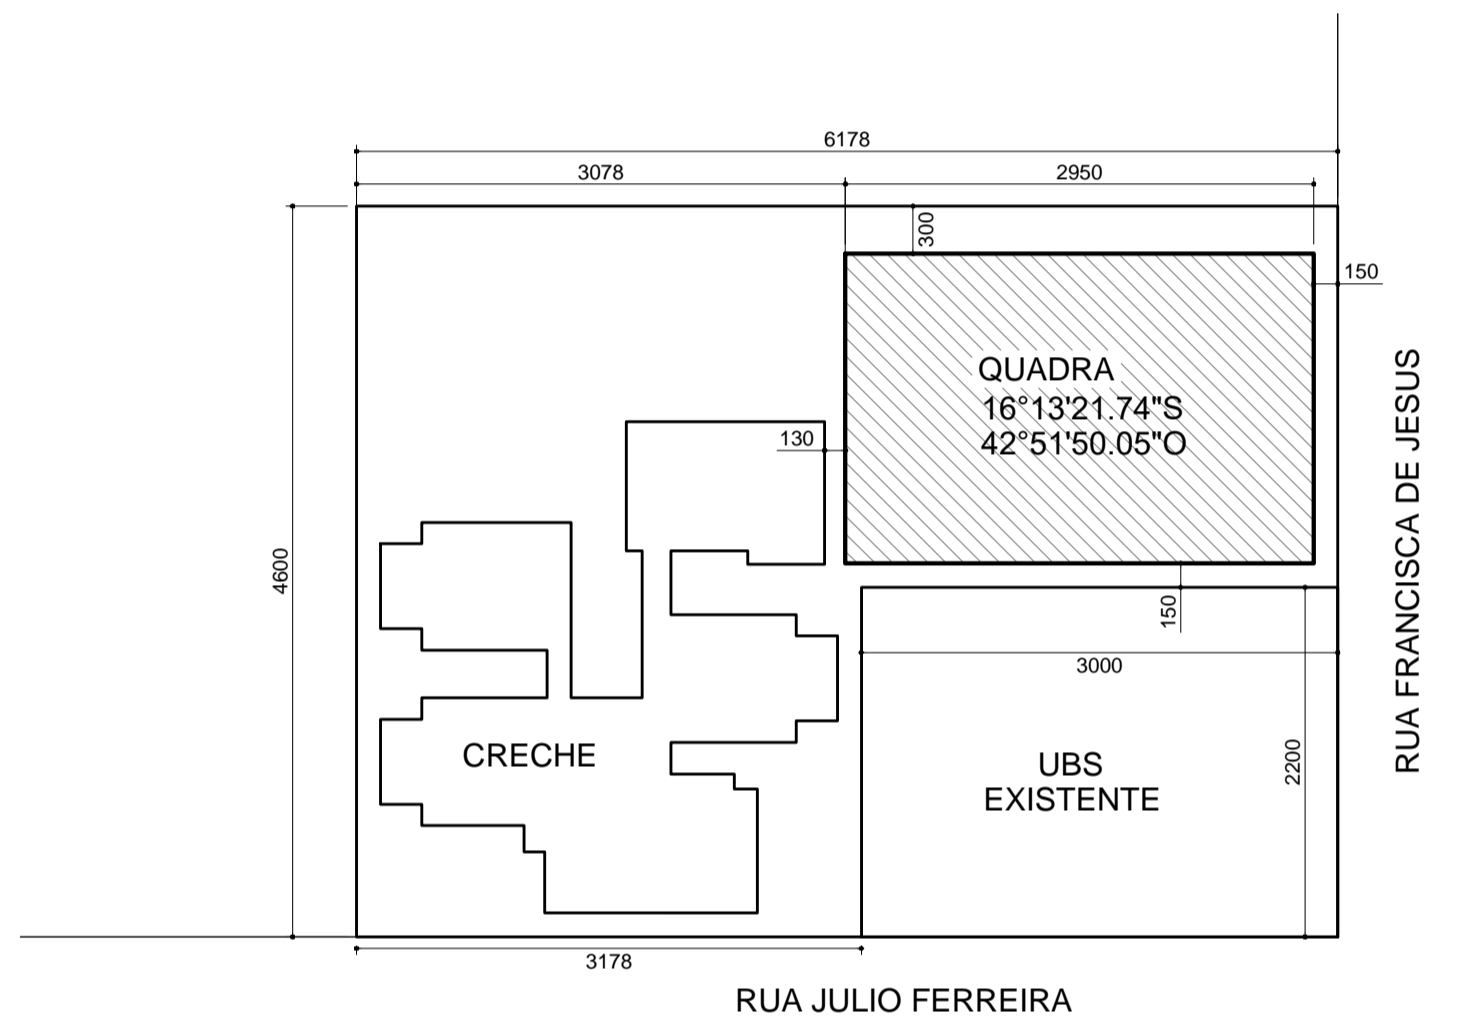 6178
3078
2950
300
150
QUADRA
16°13'21.74"S
42°51'50.05"O
130
RUA FRANCISCA DE JESUS
4600
150
3000
CRECHE
UBS
EXISTENTE
2200
3178
RUA JULIO FERREIRA